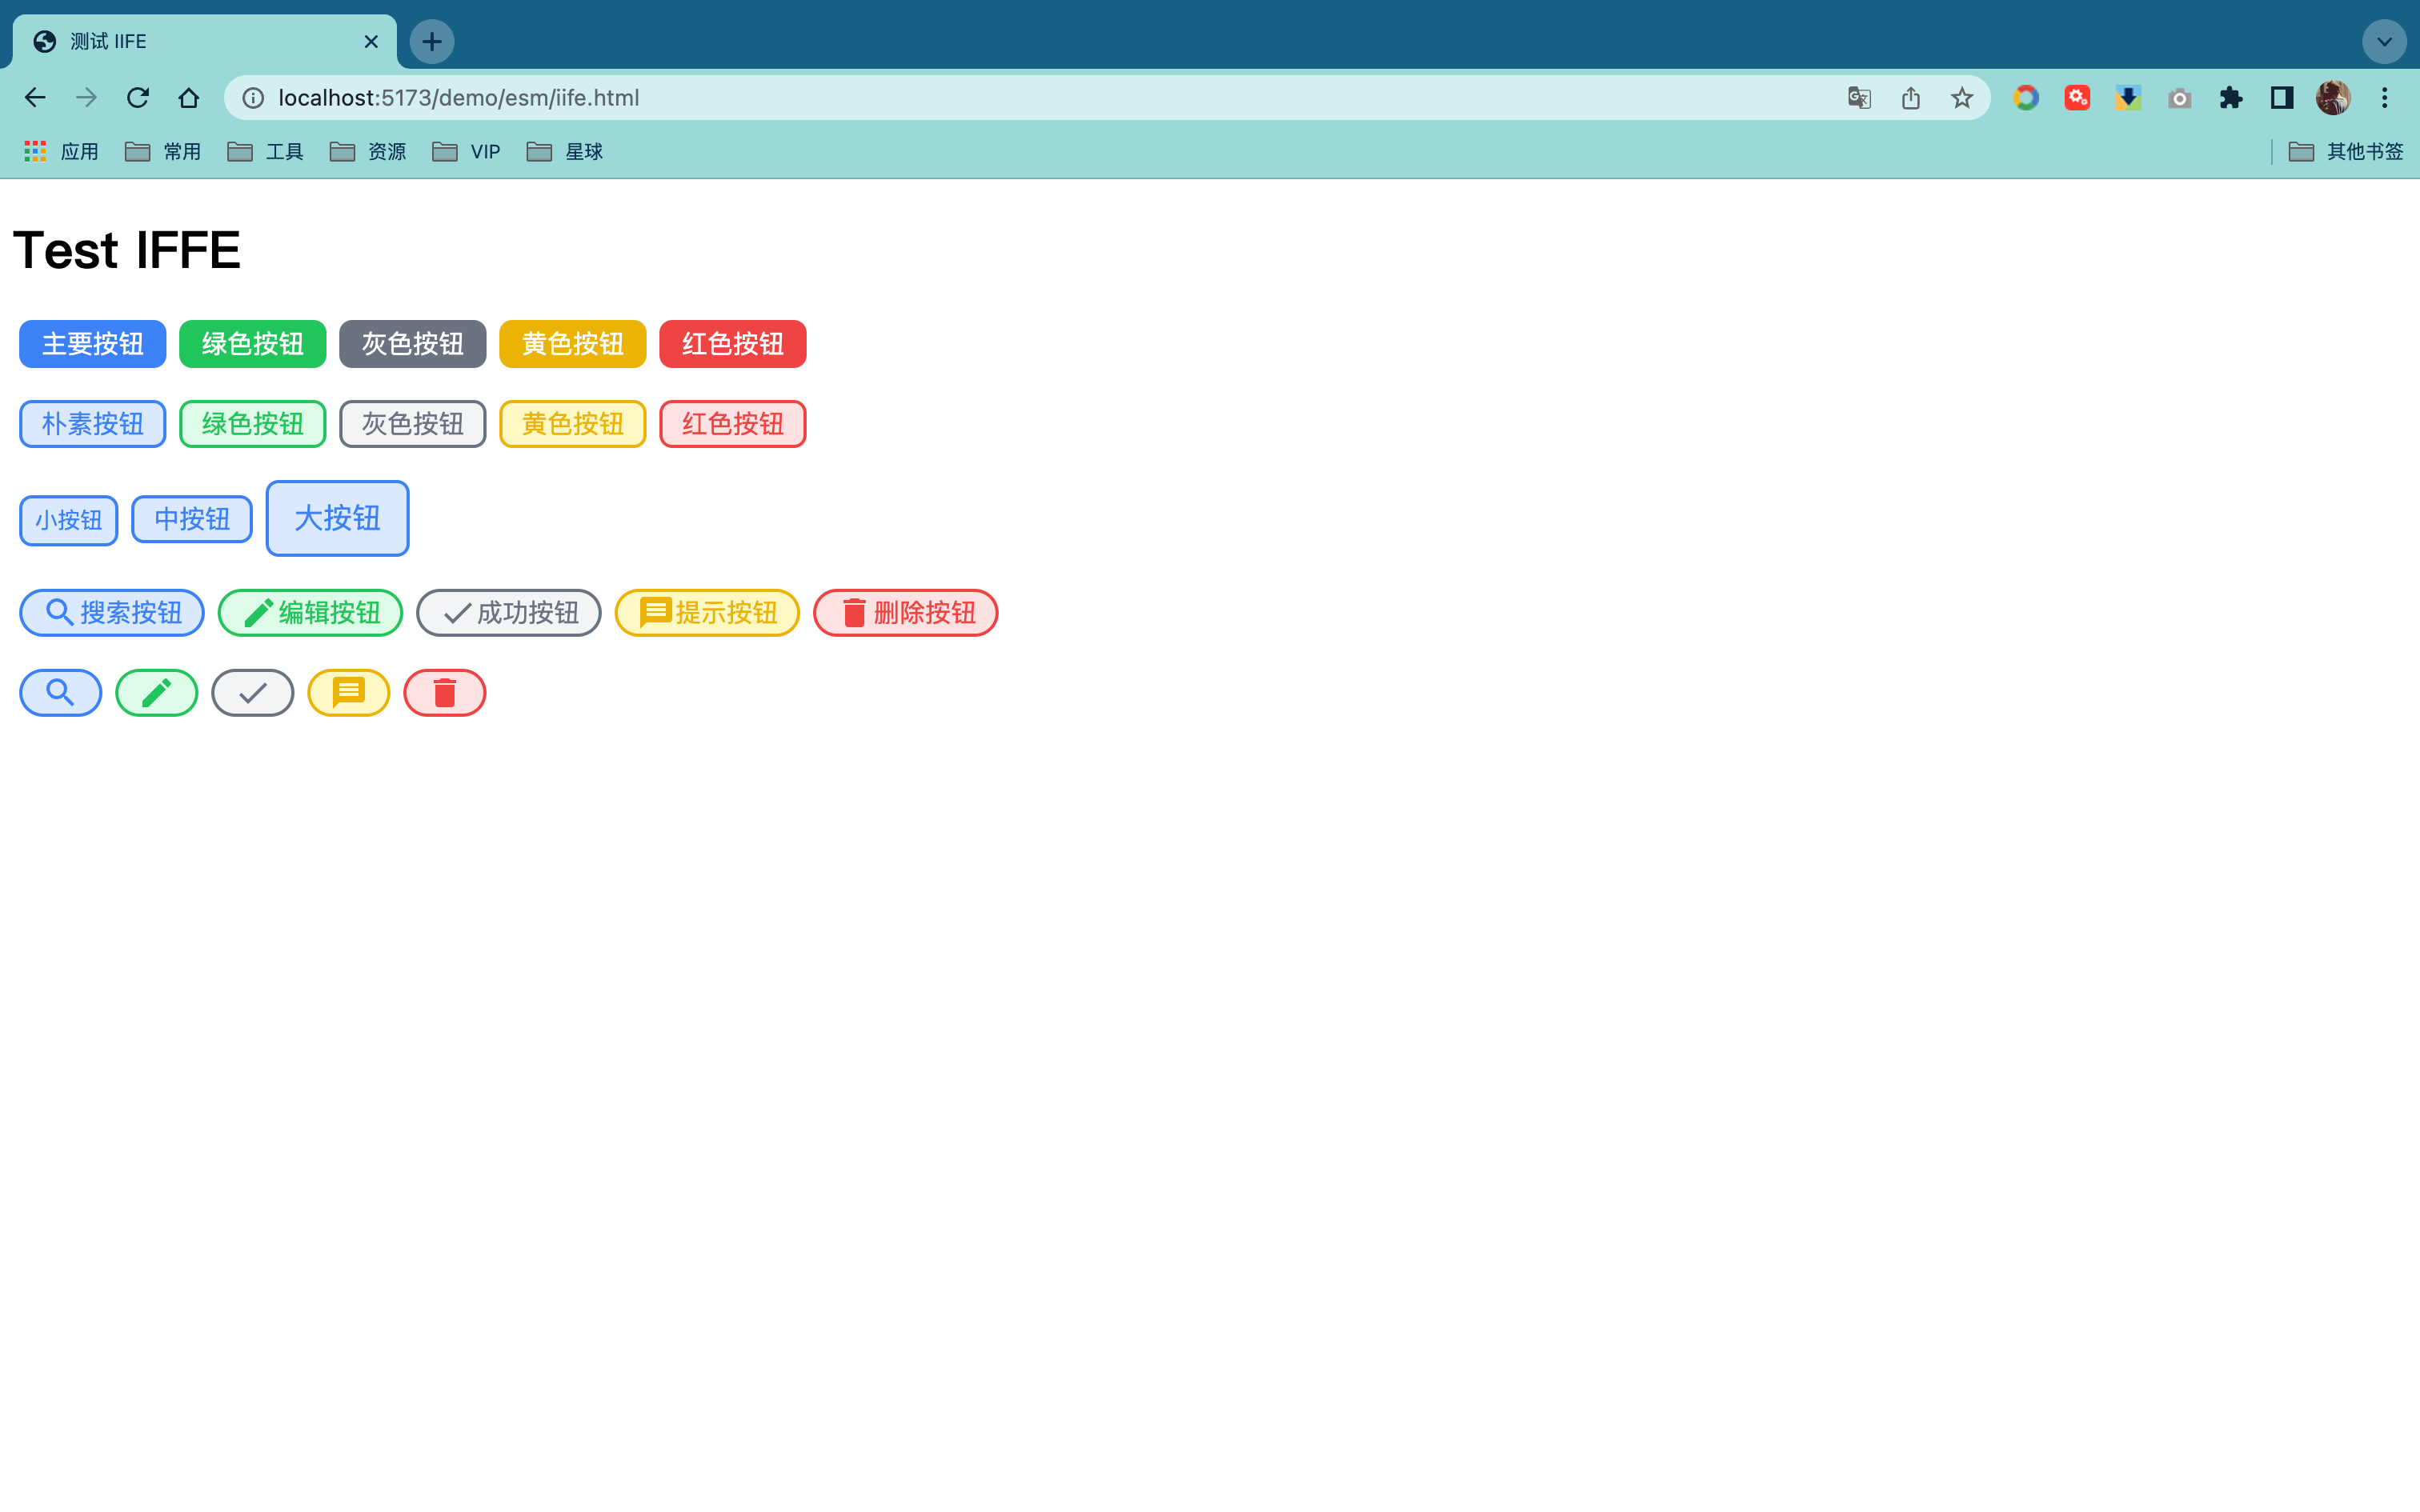 测试 IIFE
localhost:5173/demo/esm/iife.html
应用 常用 工具 资源 VIP 星球 其他书签
Test IFFE
主要按钮 绿色按钮 灰色按钮 黄色按钮 红色按钮
朴素按钮 绿色按钮 灰色按钮 黄色按钮 红色按钮
小按钮 中按钮 大按钮
搜索按钮 编辑按钮 成功按钮 提示按钮 删除按钮